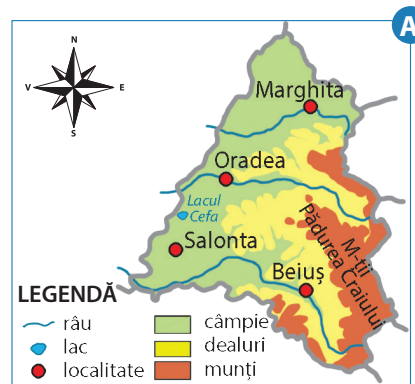 A
N
V
E
S
Marghita
Oradea
Lacul
Cefa
Salonta
Beiuș
M-ții
Pădurea Craiului
LEGENDĂ
râu
lac
localitate
câmpie
dealuri
munți